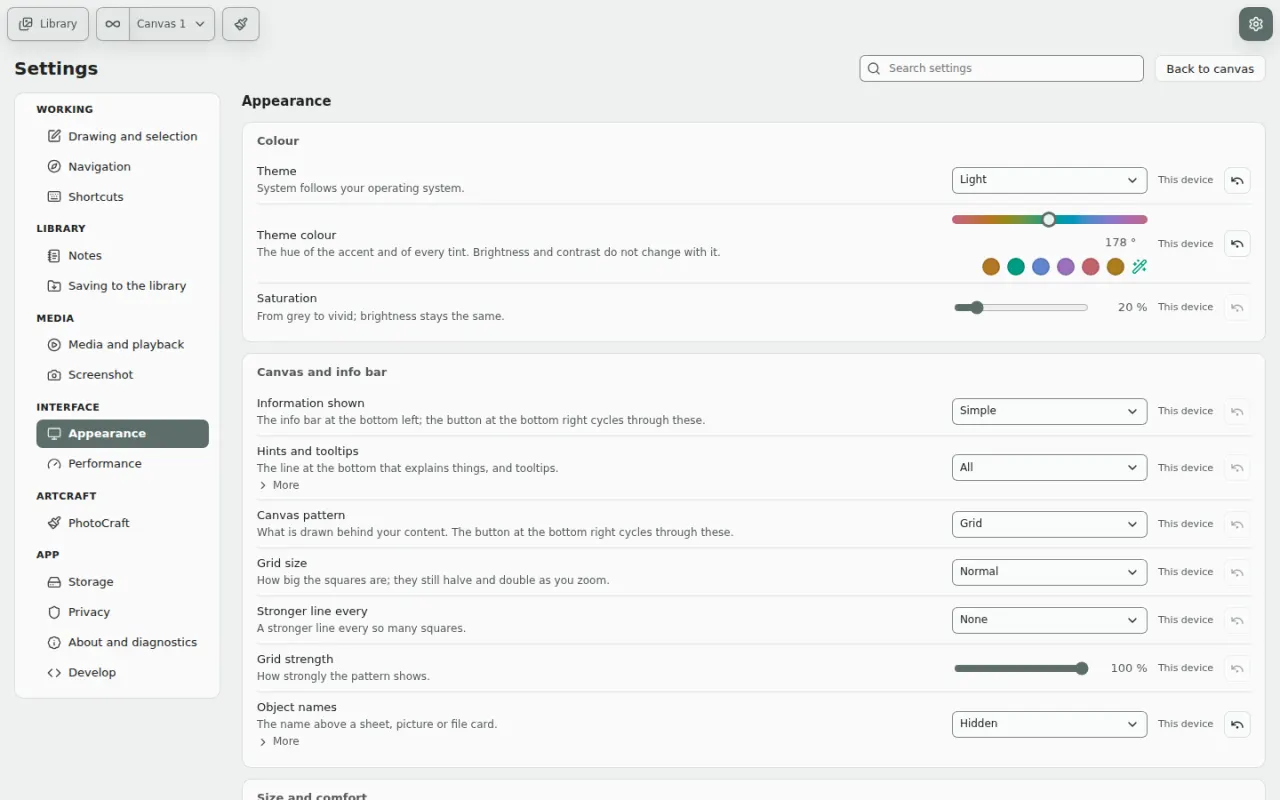 Library
Canvas 1
Settings
Search settings
Back to canvas
WORKING
Drawing and selection
Navigation
Shortcuts
LIBRARY
Notes
Saving to the library
MEDIA
Media and playback
Screenshot
INTERFACE
Appearance
Performance
ARTCRAFT
PhotoCraft
APP
Storage
Privacy
About and diagnostics
Develop
Appearance
Colour
Theme
System follows your operating system.
Light
This device
Theme colour
The hue of the accent and of every tint. Brightness and contrast do not change with it.
178 °
This device
Saturation
From grey to vivid; brightness stays the same.
20 %
This device
Canvas and info bar
Information shown
The info bar at the bottom left; the button at the bottom right cycles through these.
Simple
This device
Hints and tooltips
The line at the bottom that explains things, and tooltips.
More
All
This device
Canvas pattern
What is drawn behind your content. The button at the bottom right cycles through these.
Grid
This device
Grid size
How big the squares are; they still halve and double as you zoom.
Normal
This device
Stronger line every
A stronger line every so many squares.
None
This device
Grid strength
How strongly the pattern shows.
100 %
This device
Object names
The name above a sheet, picture or file card.
More
Hidden
This device
Size and comfort